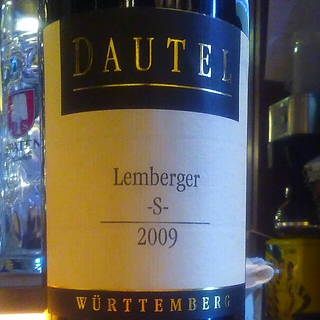 DAUTEL
Lemberger
-S-
2009
WÜRTTEMBERG